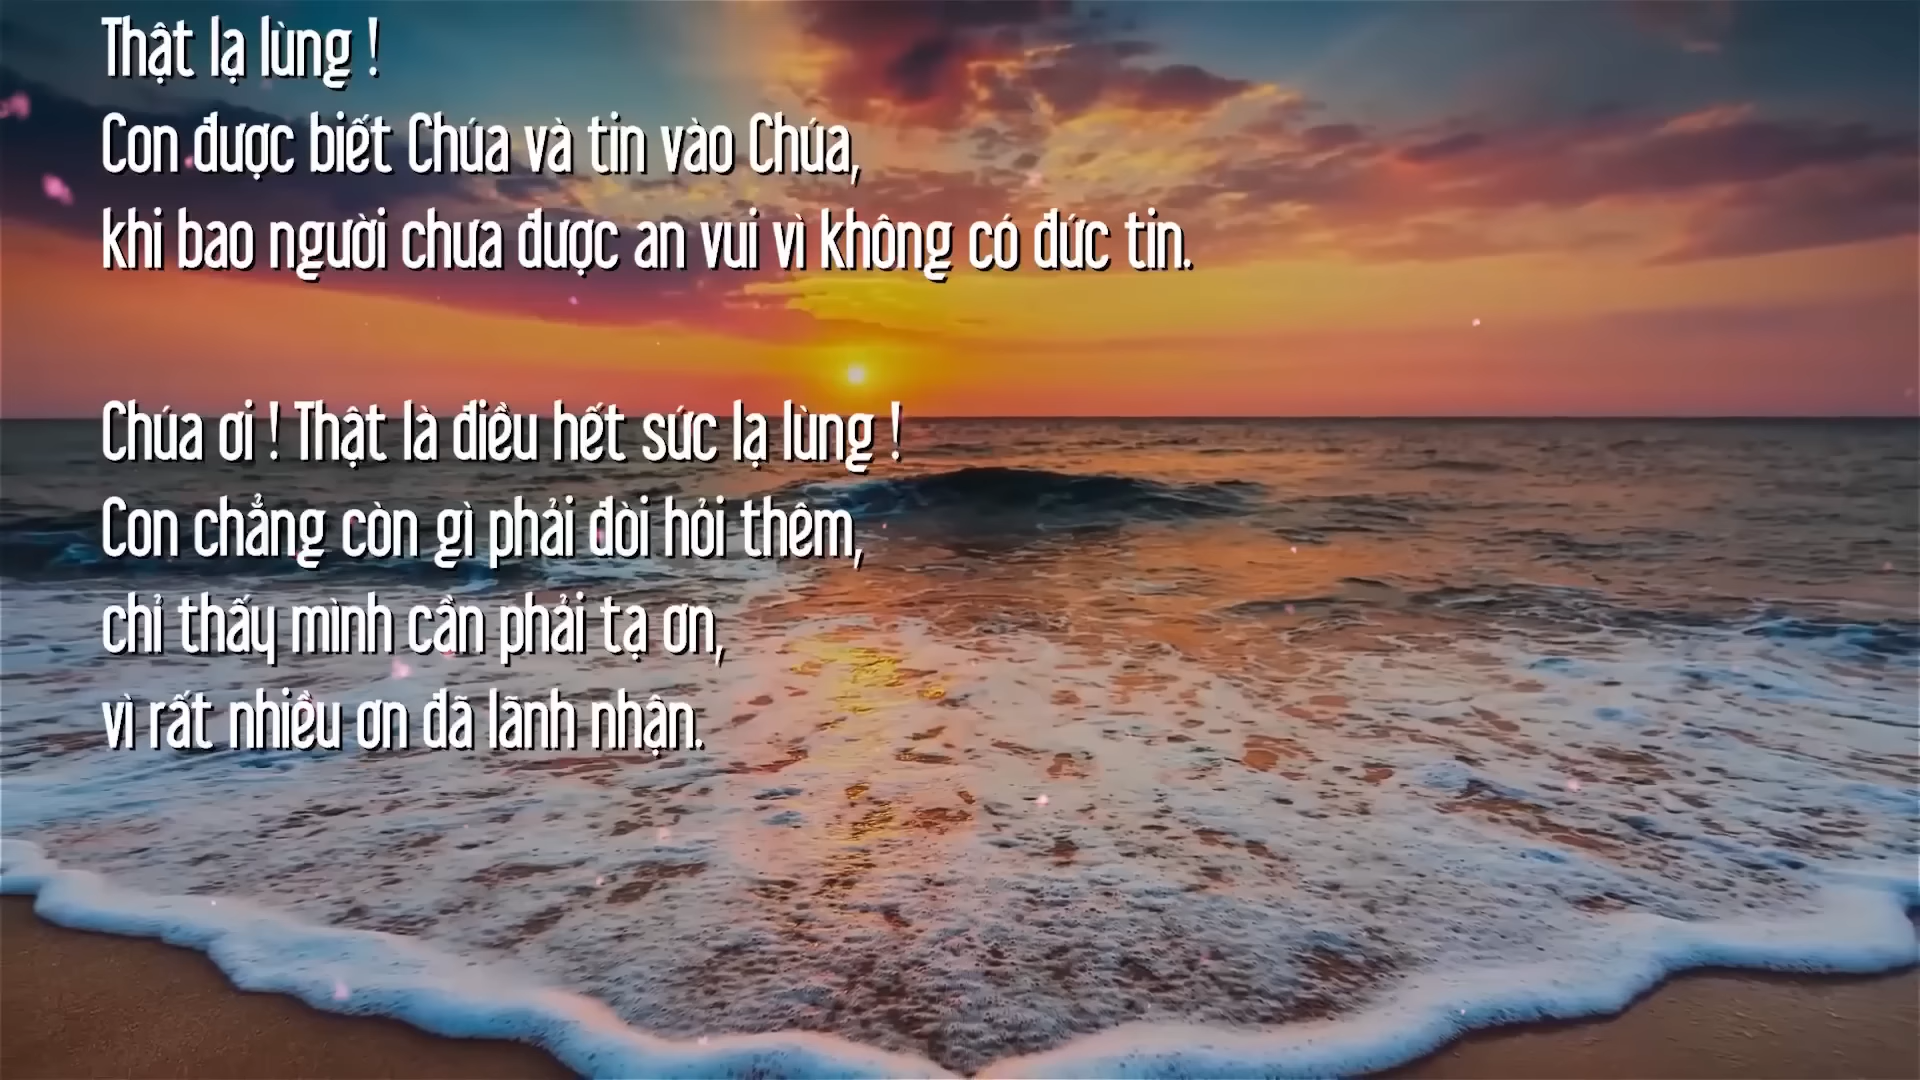 Thật lạ lùng !
Con được biết Chúa và tin vào Chúa,
khi bao người chưa được an vui vì không có đức tin.
Chúa ơi ! Thật là điều hết sức lạ lùng !
Con chẳng còn gì phải đòi hỏi thêm,
chỉ thấy mình cần phải tạ ơn,
vì rất nhiều ơn đã lãnh nhận.